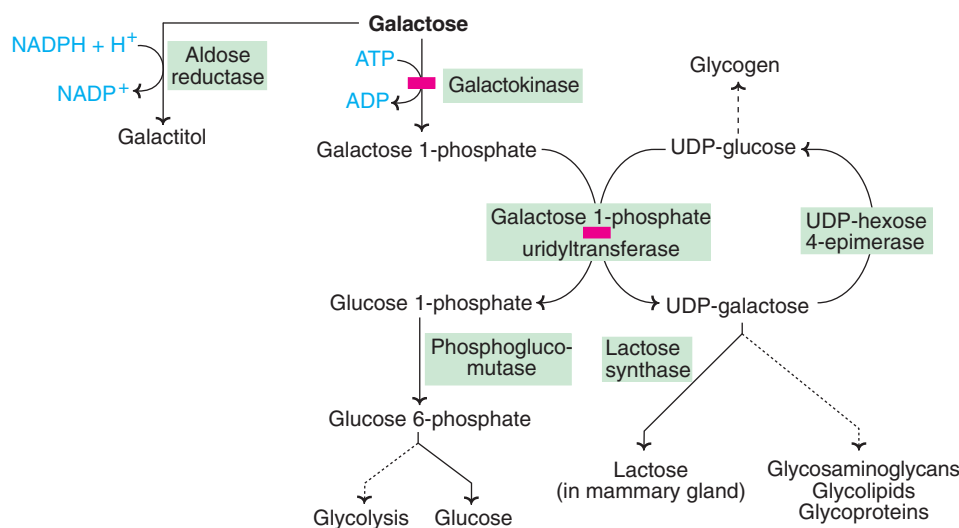 Galactose
NADPH + H+
Aldose
reductase
NADP+
Galactitol
ATP
Galactokinase
ADP
Galactose 1-phosphate
Glycogen
UDP-glucose
Galactose 1-phosphate
uridyltransferase
UDP-hexose
4-epimerase
Glucose 1-phosphate
UDP-galactose
Phosphogluco-
mutase
Lactose
synthase
Glucose 6-phosphate
Glycolysis
Glucose
Lactose
(in mammary gland)
Glycosaminoglycans
Glycolipids
Glycoproteins